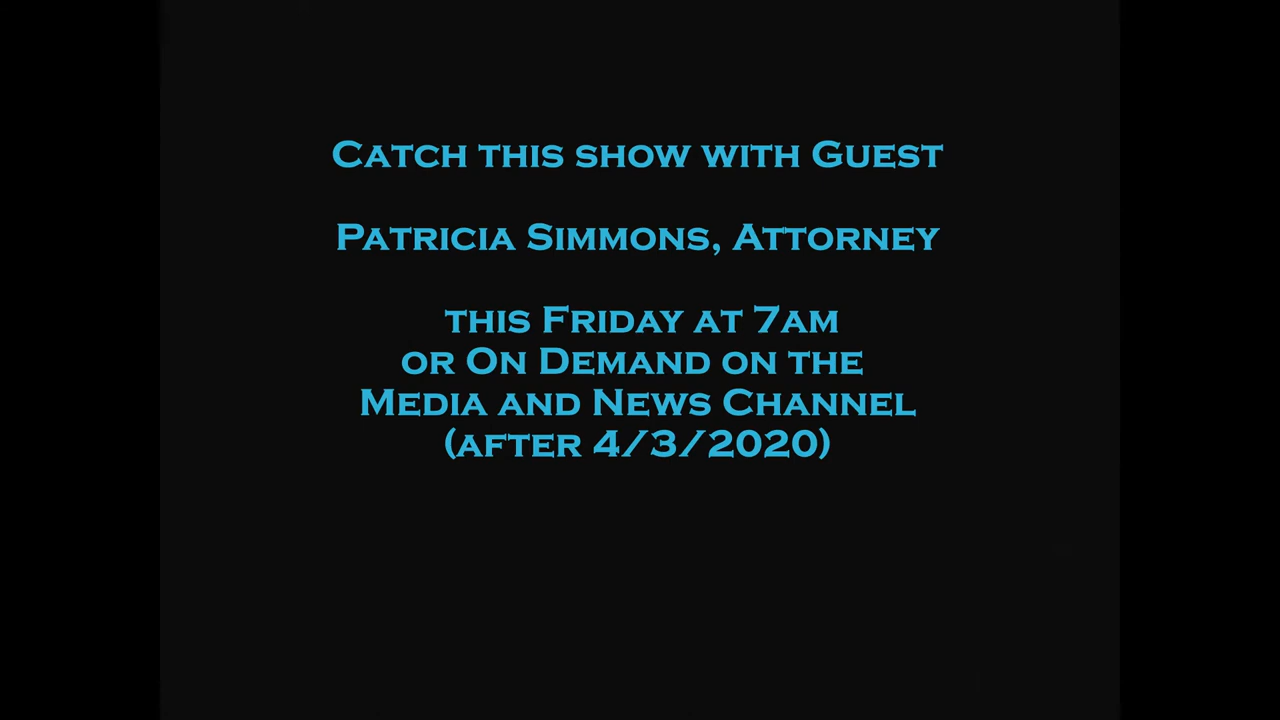 Catch this show with Guest
Patricia Simmons, Attorney
this Friday at 7am
or On Demand on the
Media and News Channel
(after 4/3/2020)